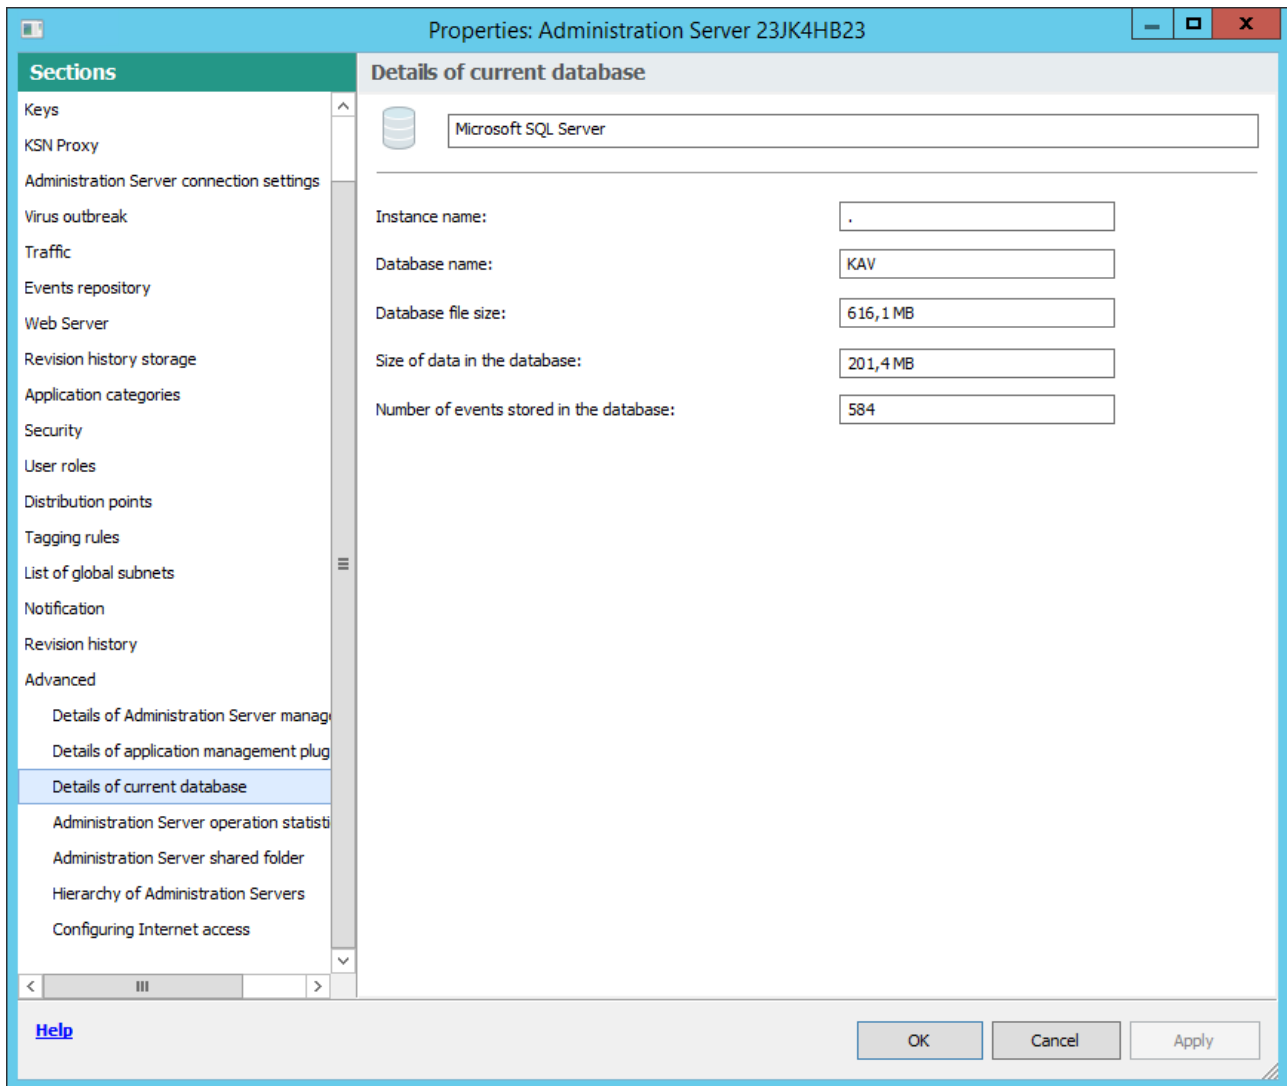 Properties: Administration Server 23JK4HB23
Sections
Keys
KSN Proxy
Administration Server connection settings
Virus outbreak
Traffic
Events repository
Web Server
Revision history storage
Application categories
Security
User roles
Distribution points
Tagging rules
List of global subnets
Notification
Revision history
Advanced
Details of Administration Server manag
Details of application management plug
Details of current database
Administration Server operation statisti
Administration Server shared folder
Hierarchy of Administration Servers
Configuring Internet access
Details of current database
Microsoft SQL Server
Instance name: .
Database name: KAV
Database file size: 616,1 MB
Size of data in the database: 201,4 MB
Number of events stored in the database: 584
Help
OK Cancel Apply